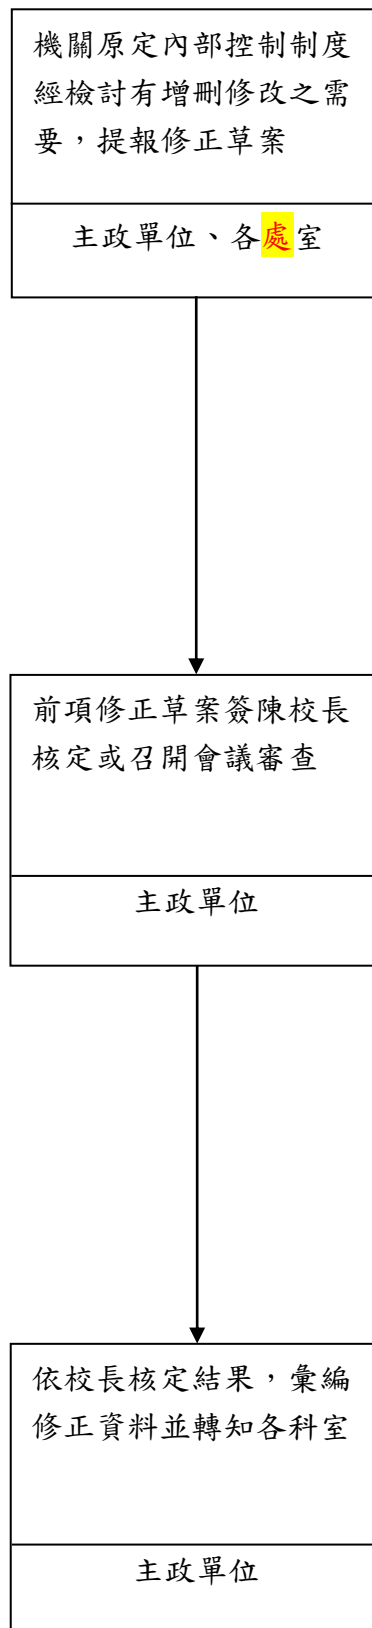 機關原定內部控制制度
經檢討有增刪修改之需
要，提報修正草案
主政單位、各處室
前項修正草案簽陳校長
核定或召開會議審查
主政單位
依校長核定結果，彙編
修正資料並轉知各科室
主政單位